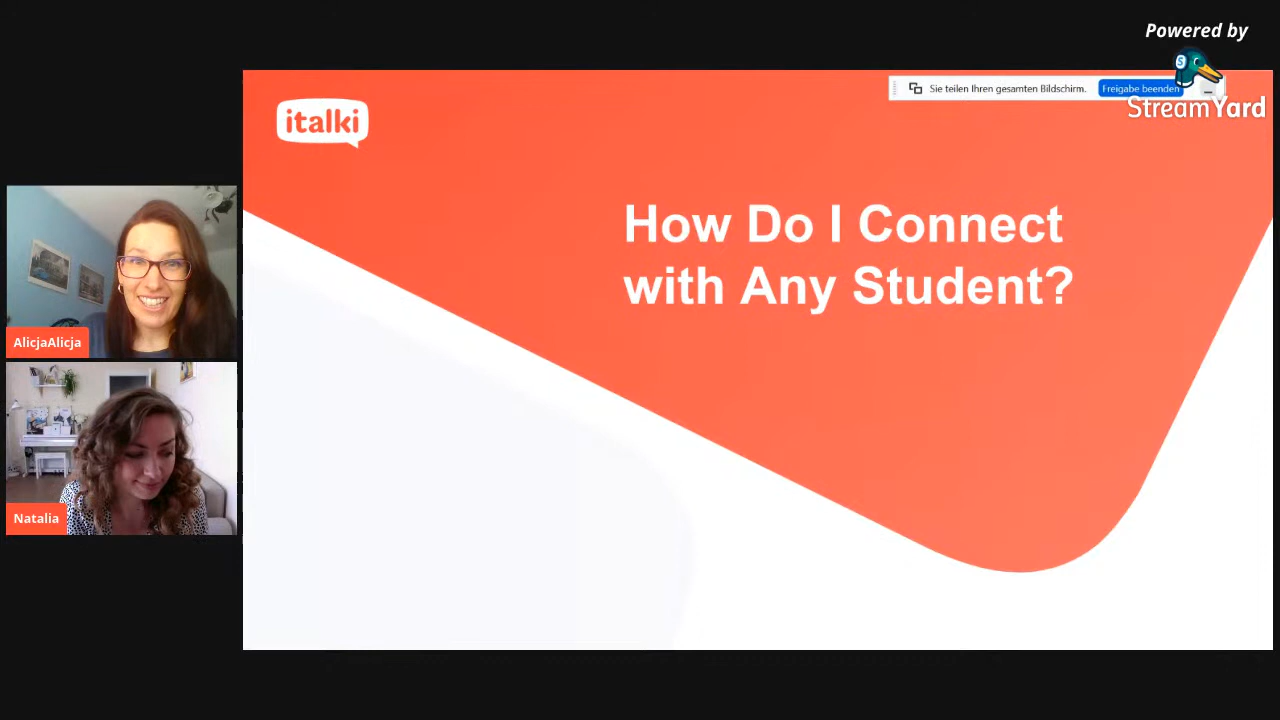 Powered by
StreamYard
Sie teilen Ihren gesamten Bildschirm.
Freigabe beenden
italki
How Do I Connect
with Any Student?
AlicjaAlicja
Natalia